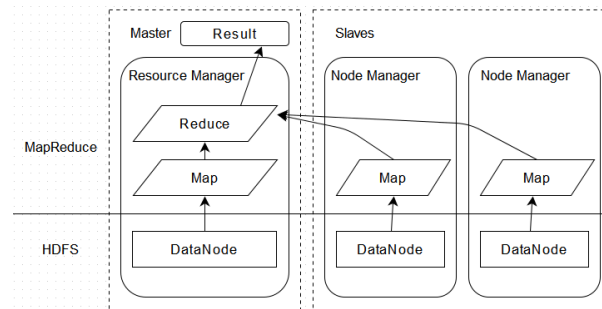 Master
Result
Slaves
Resource Manager
Node Manager
Node Manager
Reduce
MapReduce
Map
Map
Map
HDFS
DataNode
DataNode
DataNode